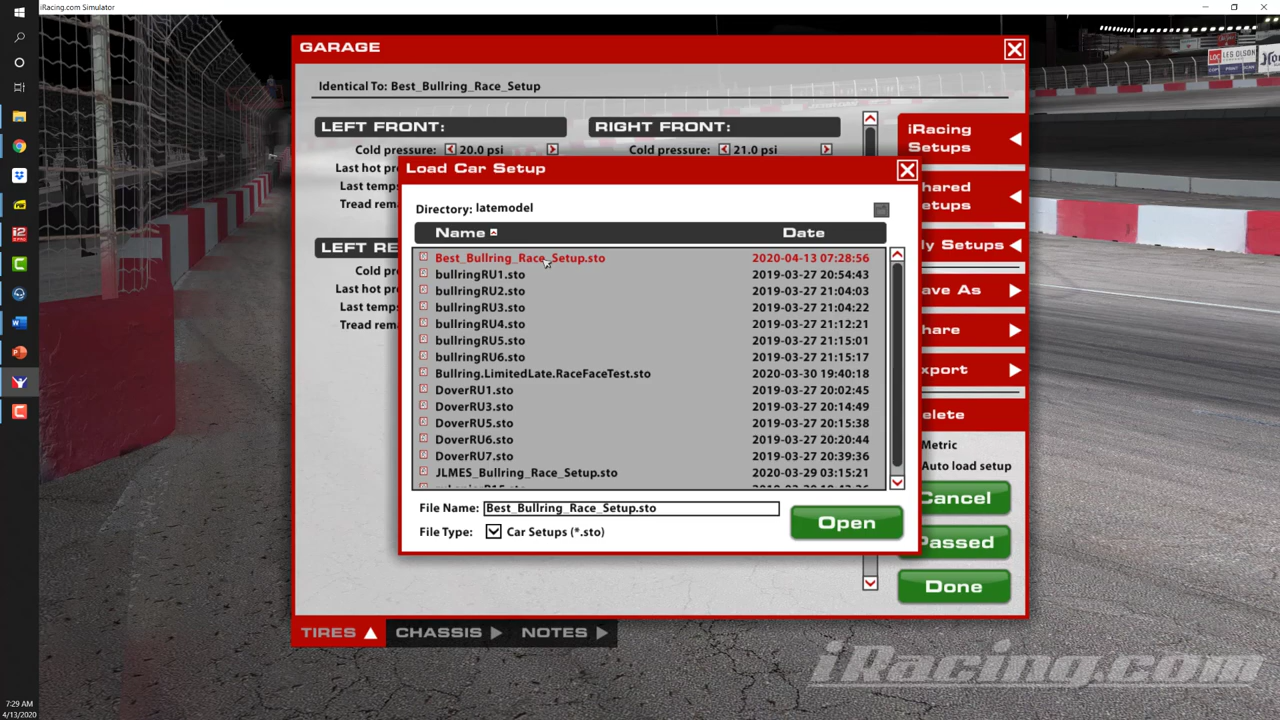 iRacing.com Simulator
GARAGE
Identical To: Best_Bullring_Race_Setup
LEFT FRONT:
RIGHT FRONT:
Cold pressure: 20.0 psi
Cold pressure: 21.0 psi
Last hot pr
Last temps
Tread rema
LEFT RE
Cold pr
Last hot pr
Last temps
Tread rema
Load Car Setup
Directory: latemodel
Name Date
Best_Bullring_Race_Setup.sto 2020-04-13 07:28:56
bullringRU1.sto 2019-03-27 20:54:43
bullringRU2.sto 2019-03-27 21:04:03
bullringRU3.sto 2019-03-27 21:04:22
bullringRU4.sto 2019-03-27 21:12:21
bullringRU5.sto 2019-03-27 21:15:01
bullringRU6.sto 2019-03-27 21:15:17
Bullring.LimitedLate.RaceFaceTest.sto 2020-03-30 19:40:18
DoverRU1.sto 2019-03-27 20:02:45
DoverRU3.sto 2019-03-27 20:14:49
DoverRU5.sto 2019-03-27 20:15:38
DoverRU6.sto 2019-03-27 20:20:44
DoverRU7.sto 2019-03-27 20:39:36
JLMES_Bullring_Race_Setup.sto 2020-03-29 03:15:21
File Name: Best_Bullring_Race_Setup.sto
File Type: Car Setups (*.sto)
Open
iRacing
Setups
hared
etups
y Setups
ave As
hare
xport
elete
Metric
Auto load setup
Cancel
Passed
Done
TIRES
CHASSIS
NOTES
iRacing.com
LES OLSON
7:29 AM
4/13/2020